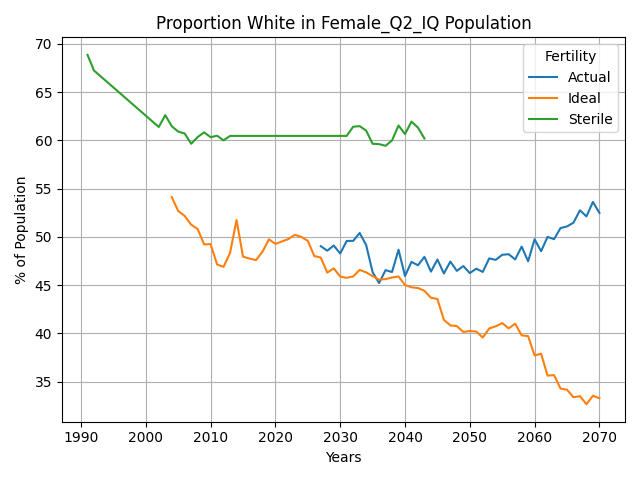 Proportion White in Female_Q2_IQ Population
% of Population
70
65
60
55
50
45
40
35
Fertility
Actual
Ideal
Sterile
1990 2000 2010 2020 2030 2040 2050 2060 2070
Years